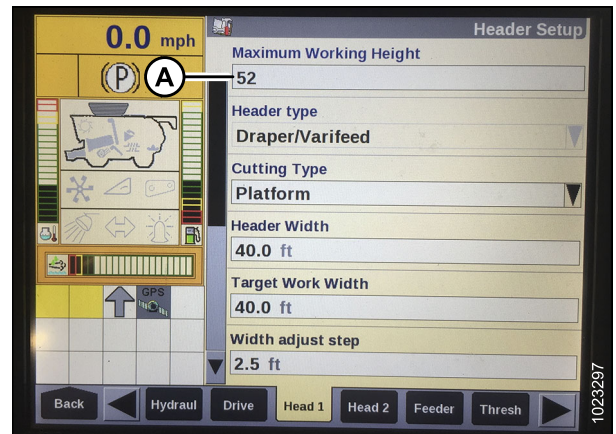 0.0 mph
Header Setup
Maximum Working Height
(P)
A
52
Header type
Draper/Varifeed
Cutting Type
Platform
Header Width
40.0 ft
Target Work Width
40.0 ft
GPS
Width adjust step
2.5 ft
Back
Hydraul
Drive
Head 1
Head 2
Feeder
Thresh
1023297